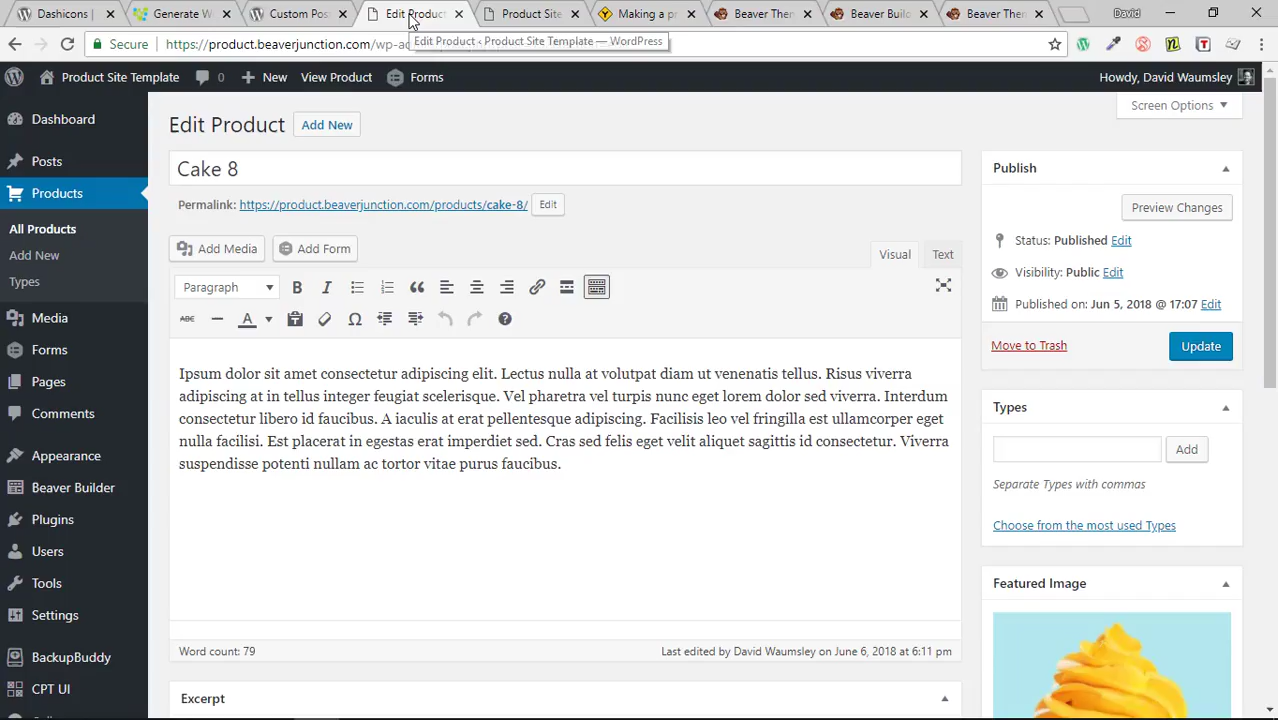 Dashicons |
Generate W
Custom Pos
Edit Product
Product Site
Making a p
Beaver Them
Beaver Buil
Beaver Them
David
Secure https://product.beaverjunction.com/wp-ad
Edit Product ‹ Product Site Template — WordPress
Product Site Template 0 New View Product Forms Howdy, David Waumsley
Screen Options
Dashboard
Posts
Products
All Products
Add New
Types
Media
Forms
Pages
Comments
Appearance
Beaver Builder
Plugins
Users
Tools
Settings
BackupBuddy
CPT UI
Edit Product Add New
Cake 8
Permalink: https://product.beaverjunction.com/products/cake-8/ Edit
Add Media Add Form
Visual Text
Paragraph B I
ABC A
Ipsum dolor sit amet consectetur adipiscing elit. Lectus nulla at volutpat diam ut venenatis tellus. Risus viverra
adipiscing at in tellus integer feugiat scelerisque. Vel pharetra vel turpis nunc eget lorem dolor sed viverra. Interdum
consectetur libero id faucibus. A iaculis at erat pellentesque adipiscing. Facilisis leo vel fringilla est ullamcorper eget
nulla facilisi. Est placerat in egestas erat imperdiet sed. Cras sed felis eget velit aliquet sagittis id consectetur. Viverra
suspendisse potenti nullam ac tortor vitae purus faucibus.
Word count: 79 Last edited by David Waumsley on June 6, 2018 at 6:11 pm
Excerpt
Publish
Preview Changes
Status: Published Edit
Visibility: Public Edit
Published on: Jun 5, 2018 @ 17:07 Edit
Move to Trash Update
Types
Add
Separate Types with commas
Choose from the most used Types
Featured Image